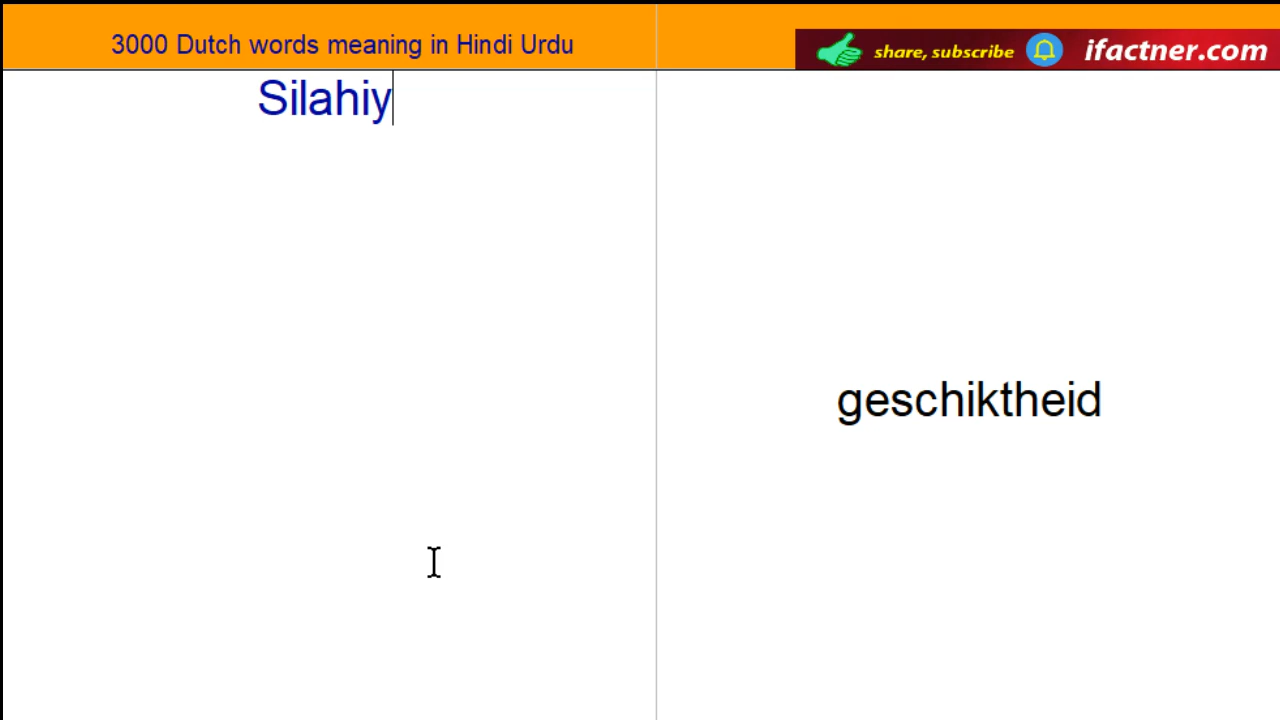 3000 Dutch words meaning in Hindi Urdu
share, subscribe
ifactner.com
Silahiy
geschiktheid